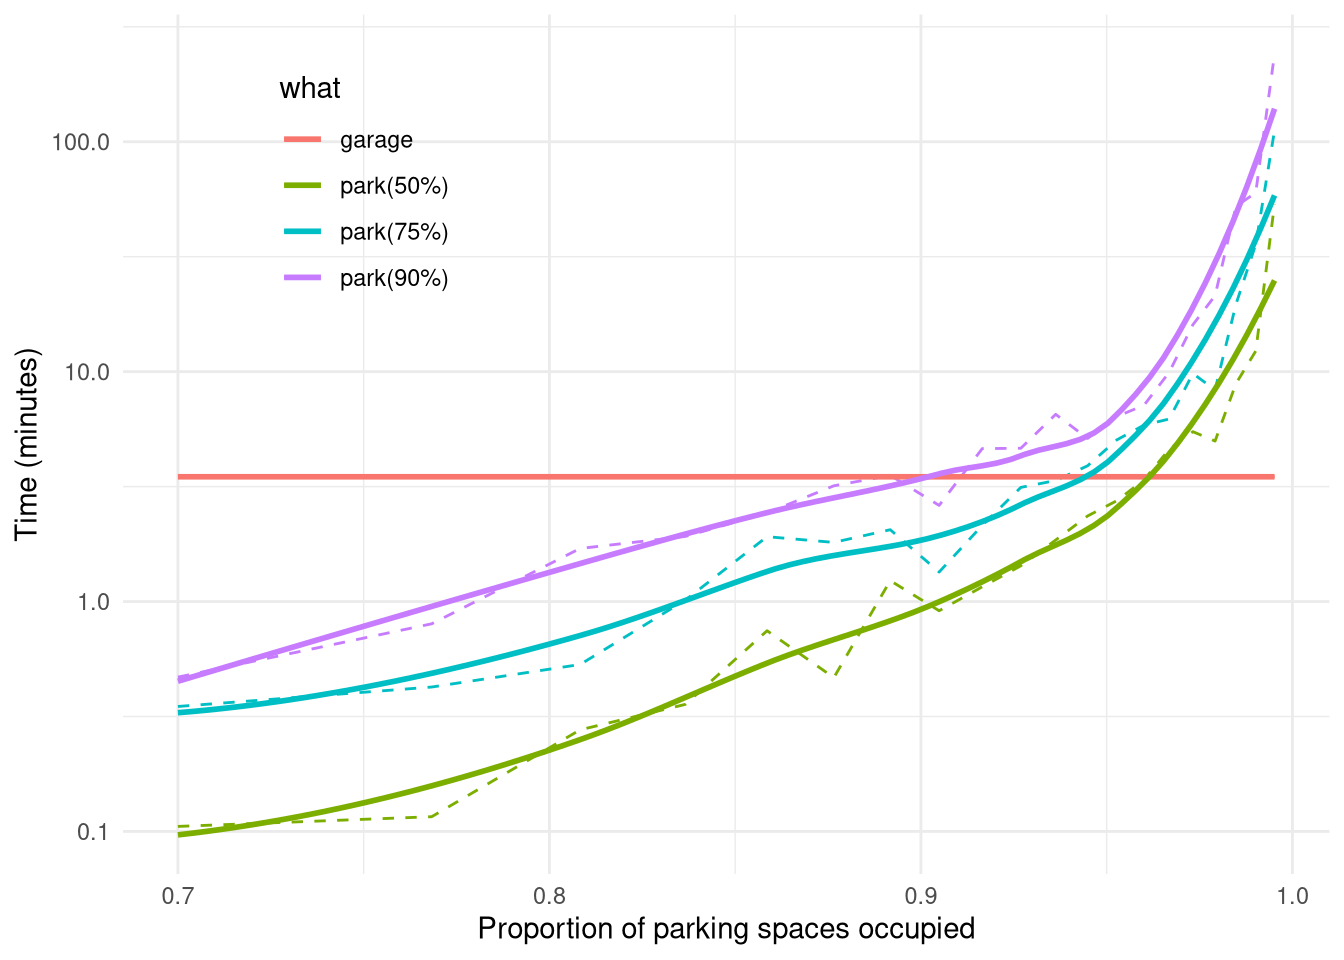 what
garage
park(50%)
park(75%)
park(90%)
100.0
10.0
1.0
0.1
Time (minutes)
0.7 0.8 0.9 1.0
Proportion of parking spaces occupied